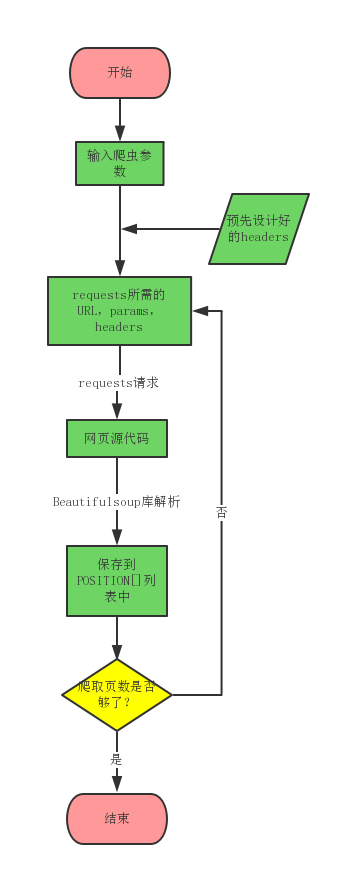 开始
输入爬虫参
数
预先设计好
的headers
requests所需的
URL，params，
headers
requests请求
网页源代码
Beautifulsoup库解析
否
保存到
POSITION[]列
表中
爬取页数是否
够了？
是
结束